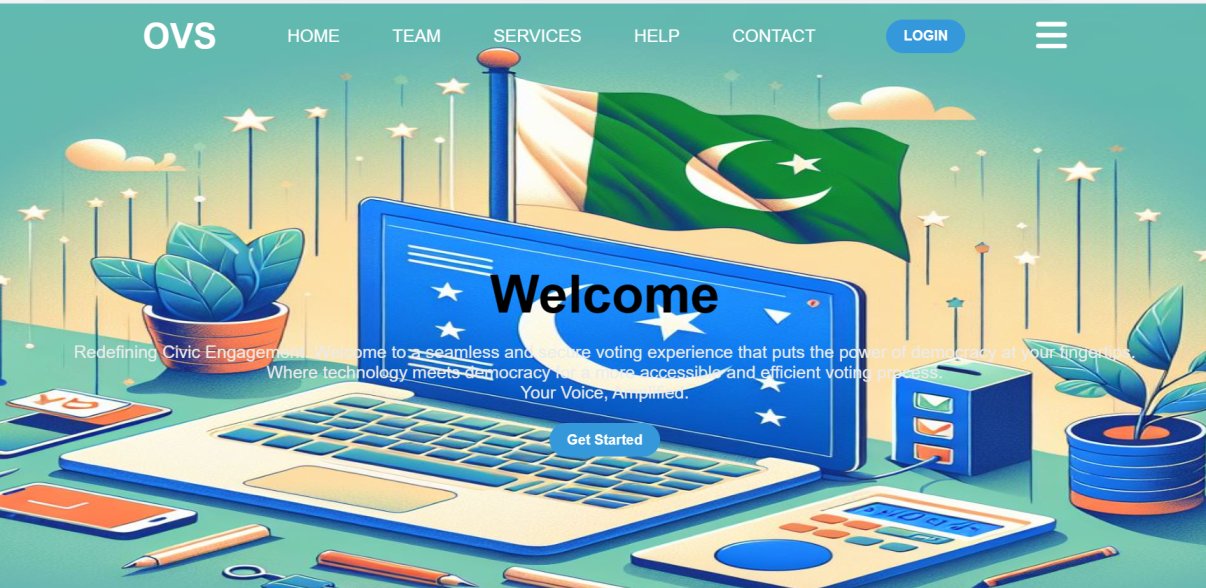 OVS
HOME TEAM SERVICES HELP CONTACT LOGIN
Welcome
Redefining Civic Engagement: Welcome to a seamless and secure voting experience that puts the power of democracy at your fingertips.
Where technology meets democracy for a more accessible and efficient voting process.
Your Voice, Amplified.
Get Started